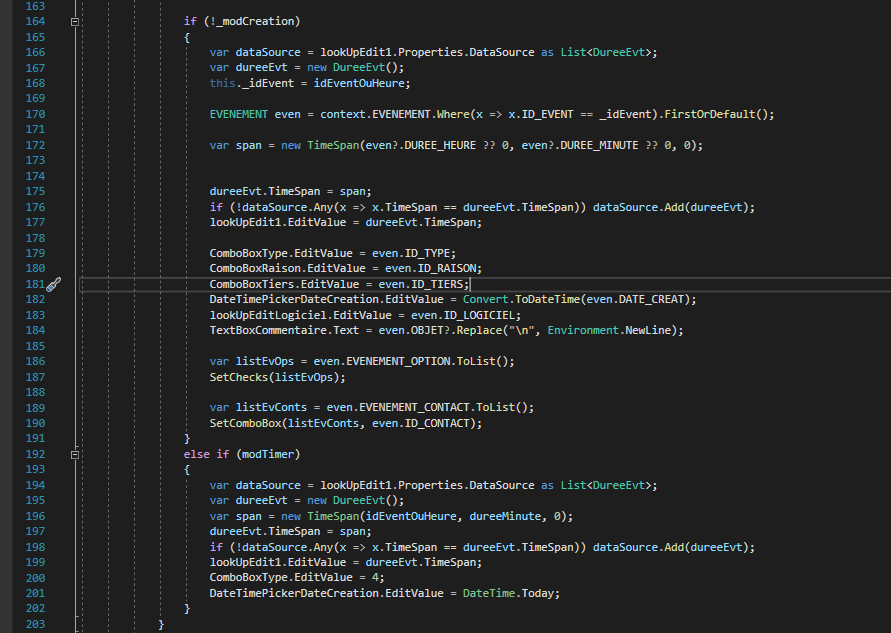 163
164 if (!_modCreation)
165 {
166 var dataSource = lookUpEdit1.Properties.DataSource as List<DureeEvt>;
167 var dureeEvt = new DureeEvt();
168 this._idEvent = idEventOuHeure;
169
170 EVENEMENT even = context.EVENEMENT.Where(x => x.ID_EVENT == _idEvent).FirstOrDefault();
171
172 var span = new TimeSpan(even?.DUREE_HEURE ?? 0, even?.DUREE_MINUTE ?? 0, 0);
173
174
175 dureeEvt.TimeSpan = span;
176 if (!dataSource.Any(x => x.TimeSpan == dureeEvt.TimeSpan)) dataSource.Add(dureeEvt);
177 lookUpEdit1.EditValue = dureeEvt.TimeSpan;
178
179 ComboBoxType.EditValue = even.ID_TYPE;
180 ComboBoxRaison.EditValue = even.ID_RAISON;
181 ComboBoxTiers.EditValue = even.ID_TIERS;
182 DateTimePickerDateCreation.EditValue = Convert.ToDateTime(even.DATE_CREAT);
183 lookUpEditLogiciel.EditValue = even.ID_LOGICIEL;
184 TextBoxCommentaire.Text = even.OBJET?.Replace("\n", Environment.NewLine);
185
186 var listEvOps = even.EVENEMENT_OPTION.ToList();
187 SetChecks(listEvOps);
188
189 var listEvConts = even.EVENEMENT_CONTACT.ToList();
190 SetComboBox(listEvConts, even.ID_CONTACT);
191 }
192 else if (modTimer)
193 {
194 var dataSource = lookUpEdit1.Properties.DataSource as List<DureeEvt>;
195 var dureeEvt = new DureeEvt();
196 var span = new TimeSpan(idEventOuHeure, dureeMinute, 0);
197 dureeEvt.TimeSpan = span;
198 if (!dataSource.Any(x => x.TimeSpan == dureeEvt.TimeSpan)) dataSource.Add(dureeEvt);
199 lookUpEdit1.EditValue = dureeEvt.TimeSpan;
200 ComboBoxType.EditValue = 4;
201 DateTimePickerDateCreation.EditValue = DateTime.Today;
202 }
203 }